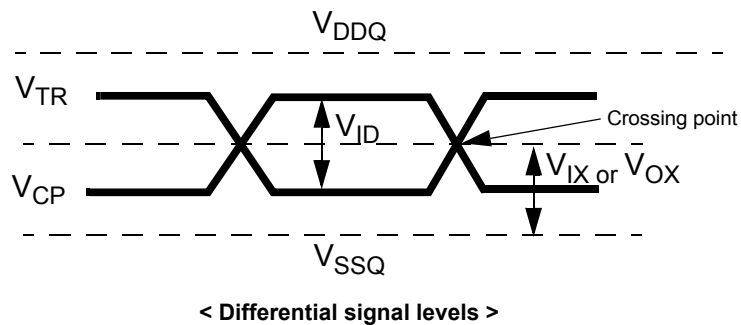 VDDQ
VTR
Crossing point
VID
VIX or VOX
VCP
VSSQ
< Differential signal levels >